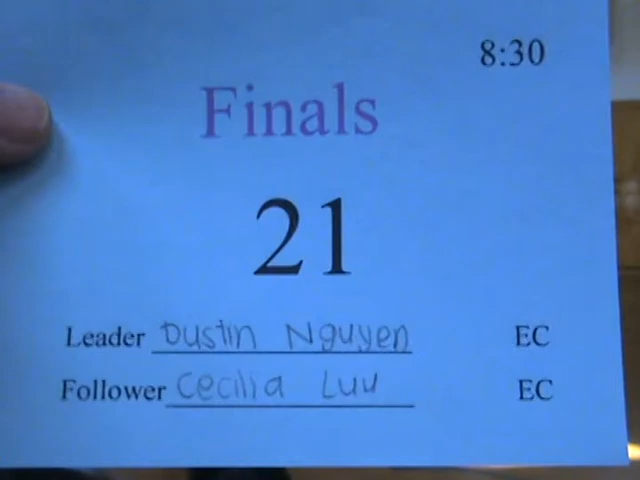 8:30
Finals
21
Leader Dustin Nguyen EC
Follower Cecilia Luu EC